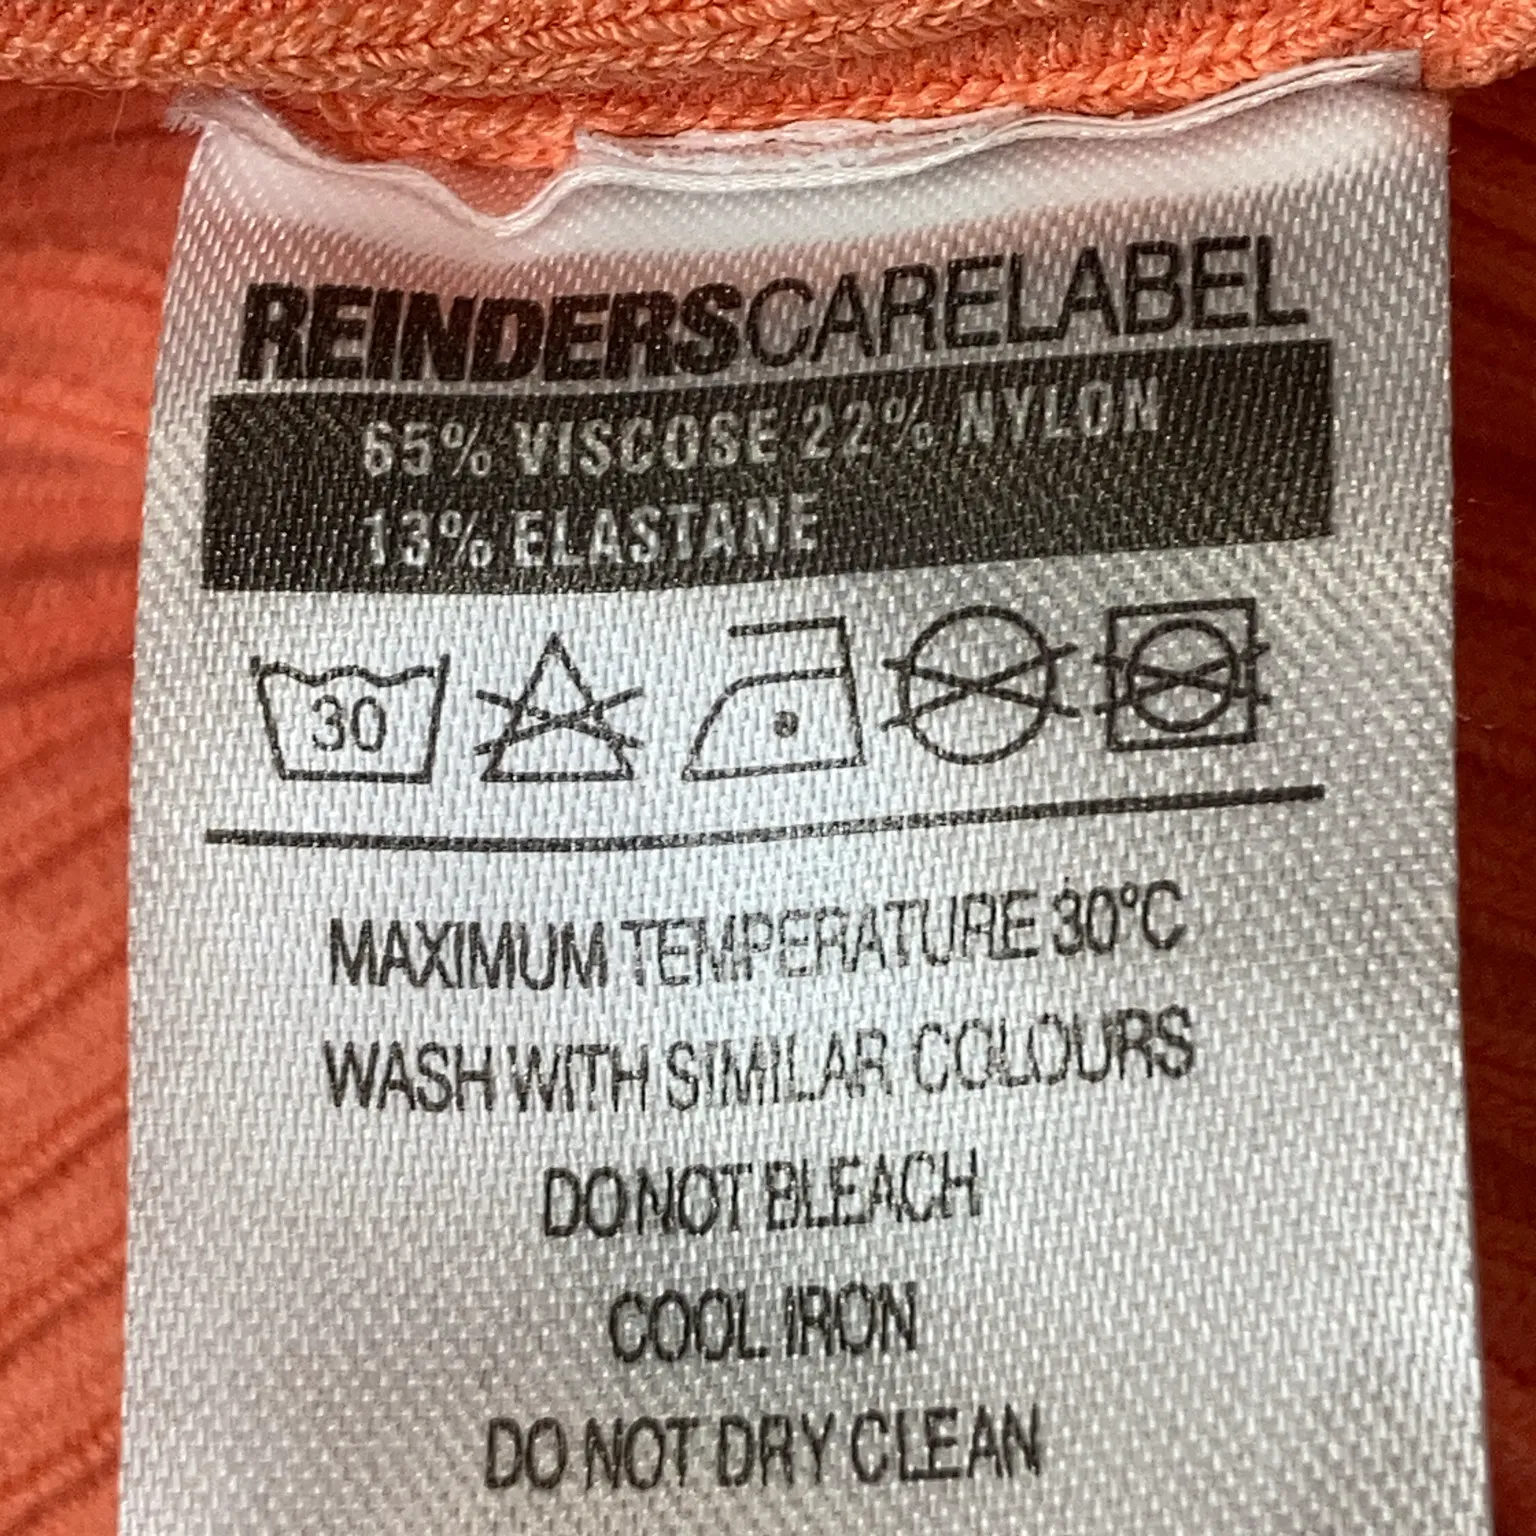 REINDERSCARELABEL
65% VISCOSE 22% NYLON
13% ELASTANE
30
MAXIMUM TEMPERATURE 30°C
WASH WITH SIMILAR COLOURS
DO NOT BLEACH
COOL IRON
DO NOT DRY CLEAN